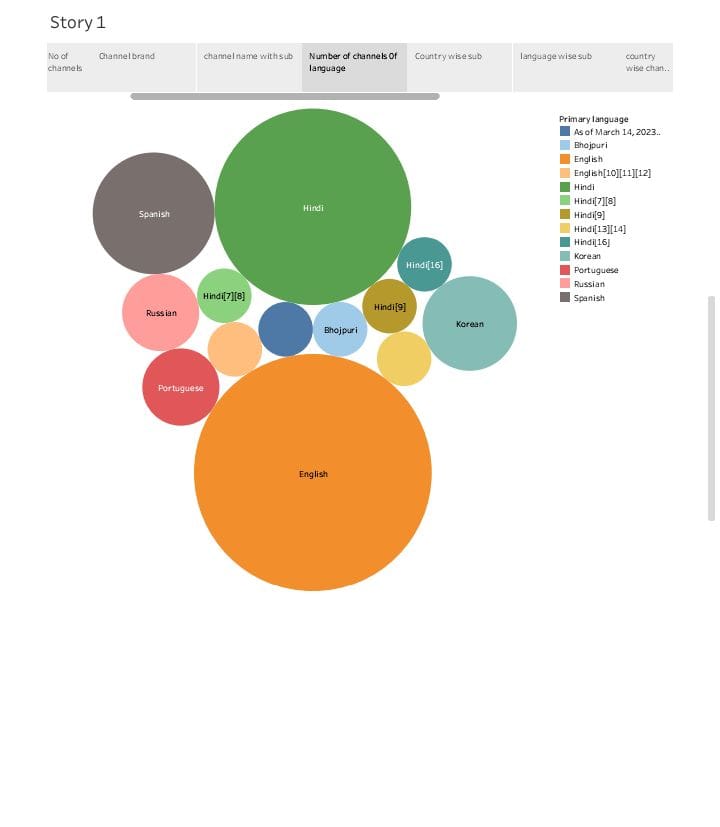 Story 1
No of
channels
Channel brand
channel name with sub
Number of channels Of
language
Country wise sub
language wise sub
country
wise chan..
Primary language
As of March 14, 2023..
Bhojpuri
English
English[10][11][12]
Hindi
Hindi[7][8]
Hindi[9]
Hindi[13][14]
Hindi[16]
Korean
Portuguese
Russian
Spanish
Hindi
Spanish
Hindi[16]
Hindi[7][8]
Hindi[9]
Russian
Korean
Bhojpuri
Portuguese
English